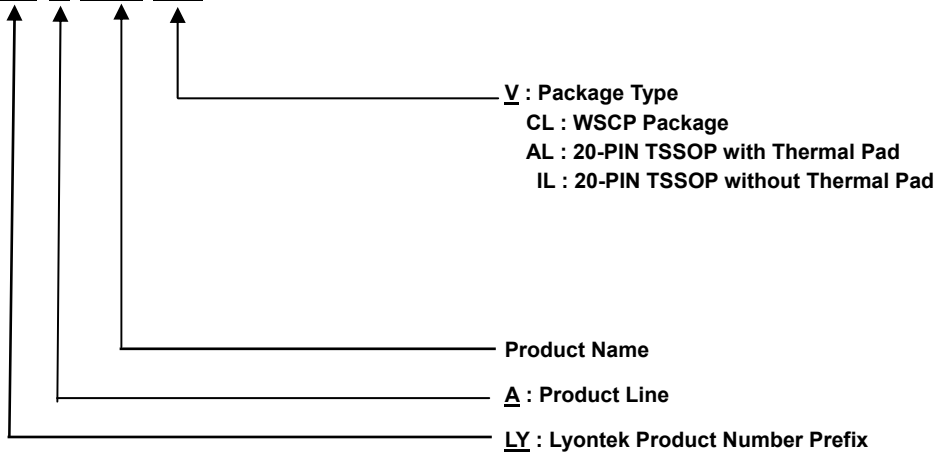 V : Package Type
CL : WSCP Package
AL : 20-PIN TSSOP with Thermal Pad
IL : 20-PIN TSSOP without Thermal Pad
Product Name
A : Product Line
LY : Lyontek Product Number Prefix